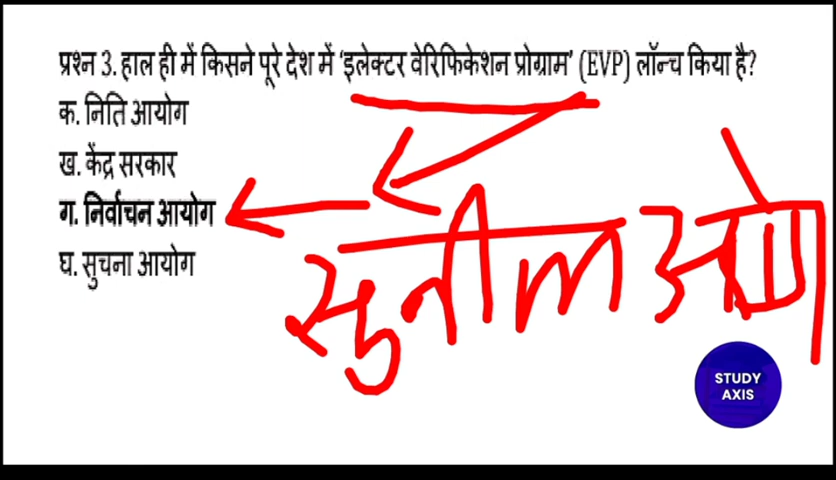 प्रश्न 3. हाल ही में किसने पूरे देश में ‘इलेक्टर वेरिफिकेशन प्रोग्राम’ (EVP) लॉन्च किया है?
क. निति आयोग
ख. केंद्र सरकार
ग. निर्वाचन आयोग
घ. सुचना आयोग
सुनील
STUDY
AXIS